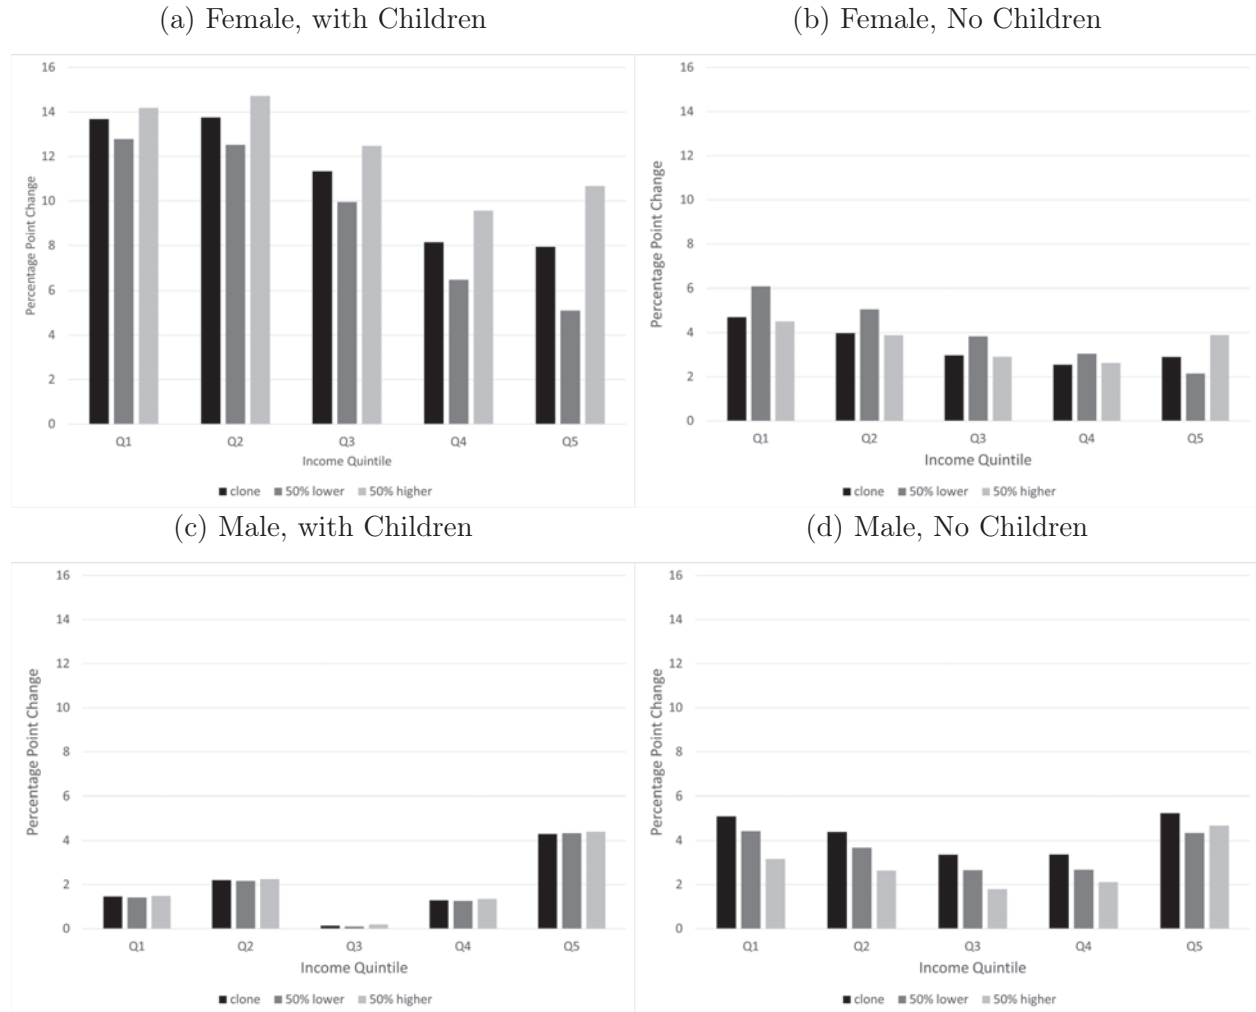 (a) Female, with Children
(b) Female, No Children
16
14
12
10
8
6
4
2
0
Percentage Point Change
Q1 Q2 Q3 Q4 Q5
Income Quintile
clone 50% lower 50% higher
16
14
12
10
8
6
4
2
0
Percentage Point Change
Q1 Q2 Q3 Q4 Q5
Income Quintile
clone 50% lower 50% higher
(c) Male, with Children
(d) Male, No Children
16
14
12
10
8
6
4
2
0
Percentage Point Change
Q1 Q2 Q3 Q4 Q5
Income Quintile
clone 50% lower 50% higher
16
14
12
10
8
6
4
2
0
Percentage Point Change
Q1 Q2 Q3 Q4 Q5
Income Quintile
clone 50% lower 50% higher